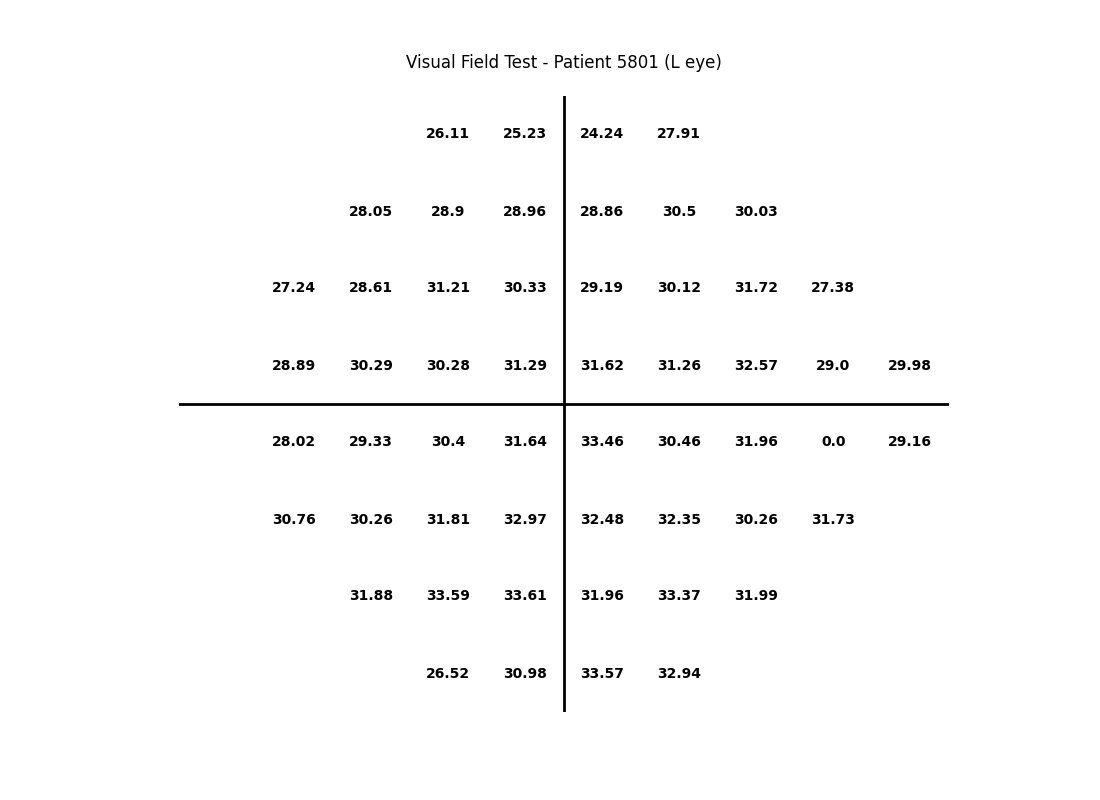 Visual Field Test - Patient 5801 (L eye)
26.11 25.23 24.24 27.91
28.05 28.9 28.96 28.86 30.5 30.03
27.24 28.61 31.21 30.33 29.19 30.12 31.72 27.38
28.89 30.29 30.28 31.29 31.62 31.26 32.57 29.0 29.98
28.02 29.33 30.4 31.64 33.46 30.46 31.96 0.0 29.16
30.76 30.26 31.81 32.97 32.48 32.35 30.26 31.73
31.88 33.59 33.61 31.96 33.37 31.99
26.52 30.98 33.57 32.94